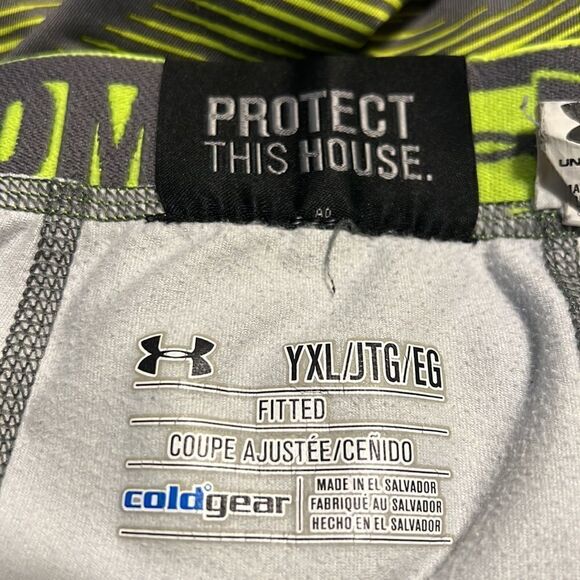 PROTECT
THIS HOUSE.
YXL/JTG/EG
FITTED
COUPE AJUSTÉE/CEÑIDO
coldgear
MADE IN EL SALVADOR
FABRIQUÉ AU SALVADOR
HECHO EN EL SALVADOR